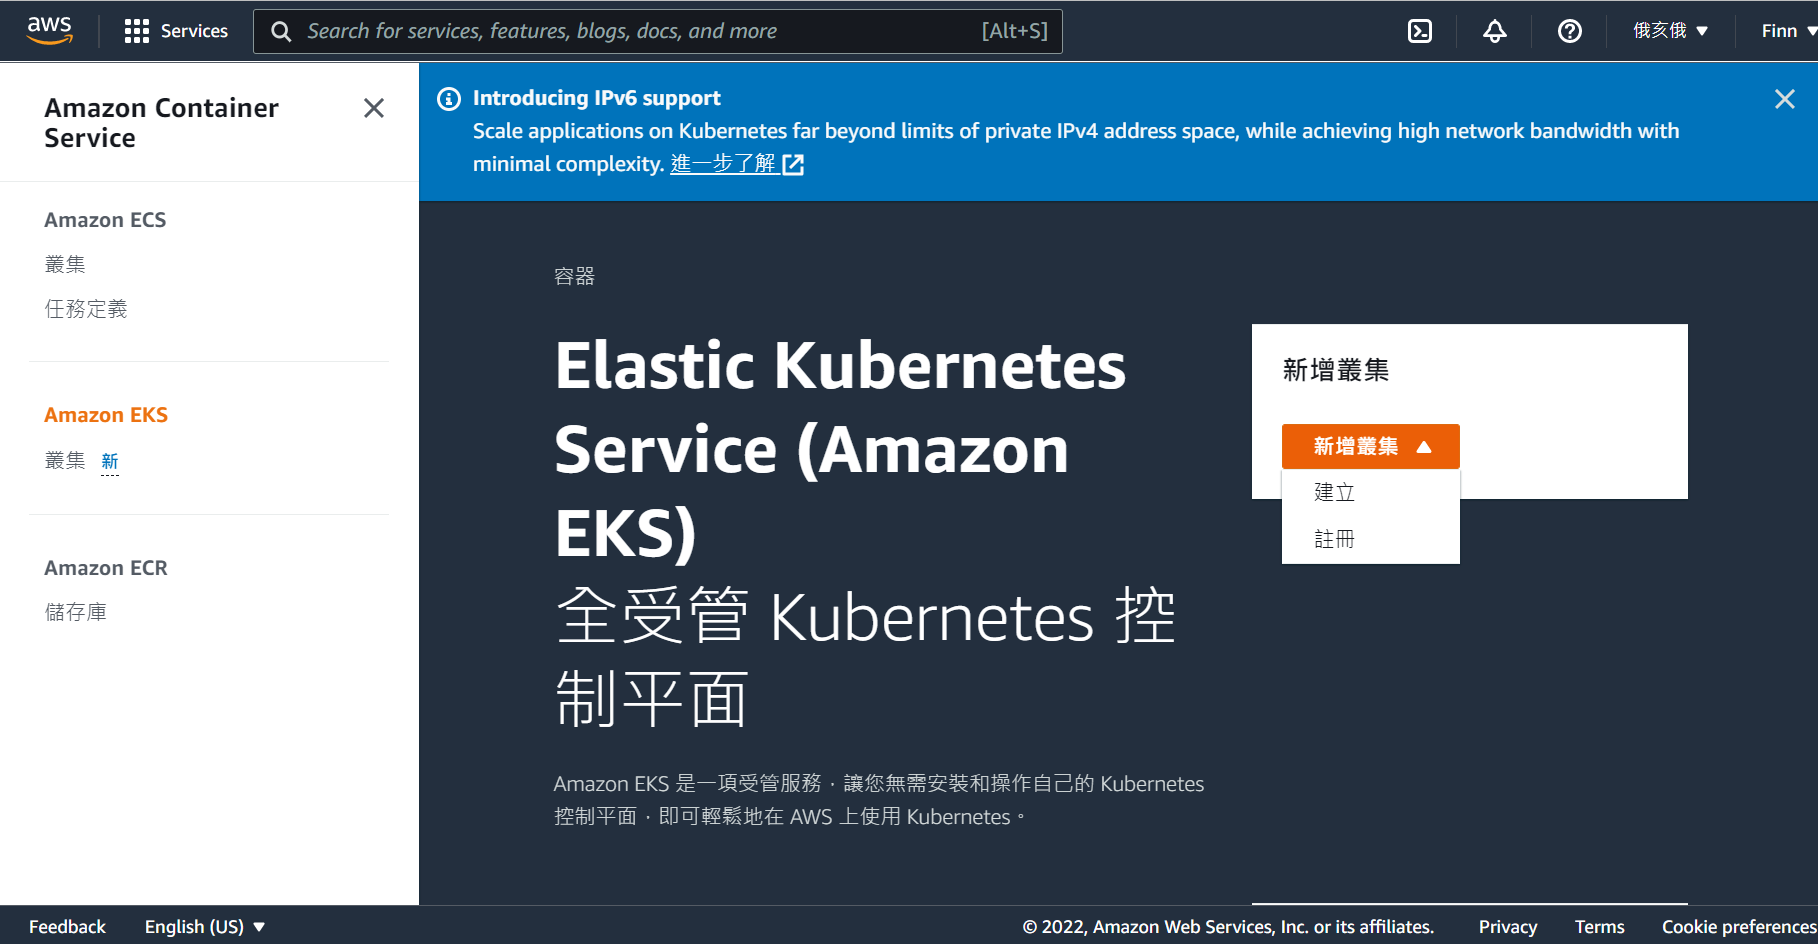 aws
Services
Search for services, features, blogs, docs, and more
[Alt+S]
俄亥俄
Finn
Amazon Container
Service
Introducing IPv6 support
Scale applications on Kubernetes far beyond limits of private IPv4 address space, while achieving high network bandwidth with
minimal complexity. 進一步了解
Amazon ECS
叢集
任務定義
Amazon EKS
叢集 新
Amazon ECR
儲存庫
容器
Elastic Kubernetes
Service (Amazon
EKS)
全受管 Kubernetes 控
制平面
Amazon EKS 是一項受管服務，讓您無需安裝和操作自己的 Kubernetes
控制平面，即可輕鬆地在 AWS 上使用 Kubernetes。
新增叢集
新增叢集
建立
註冊
Feedback
English (US)
© 2022, Amazon Web Services, Inc. or its affiliates.
Privacy
Terms
Cookie preferences